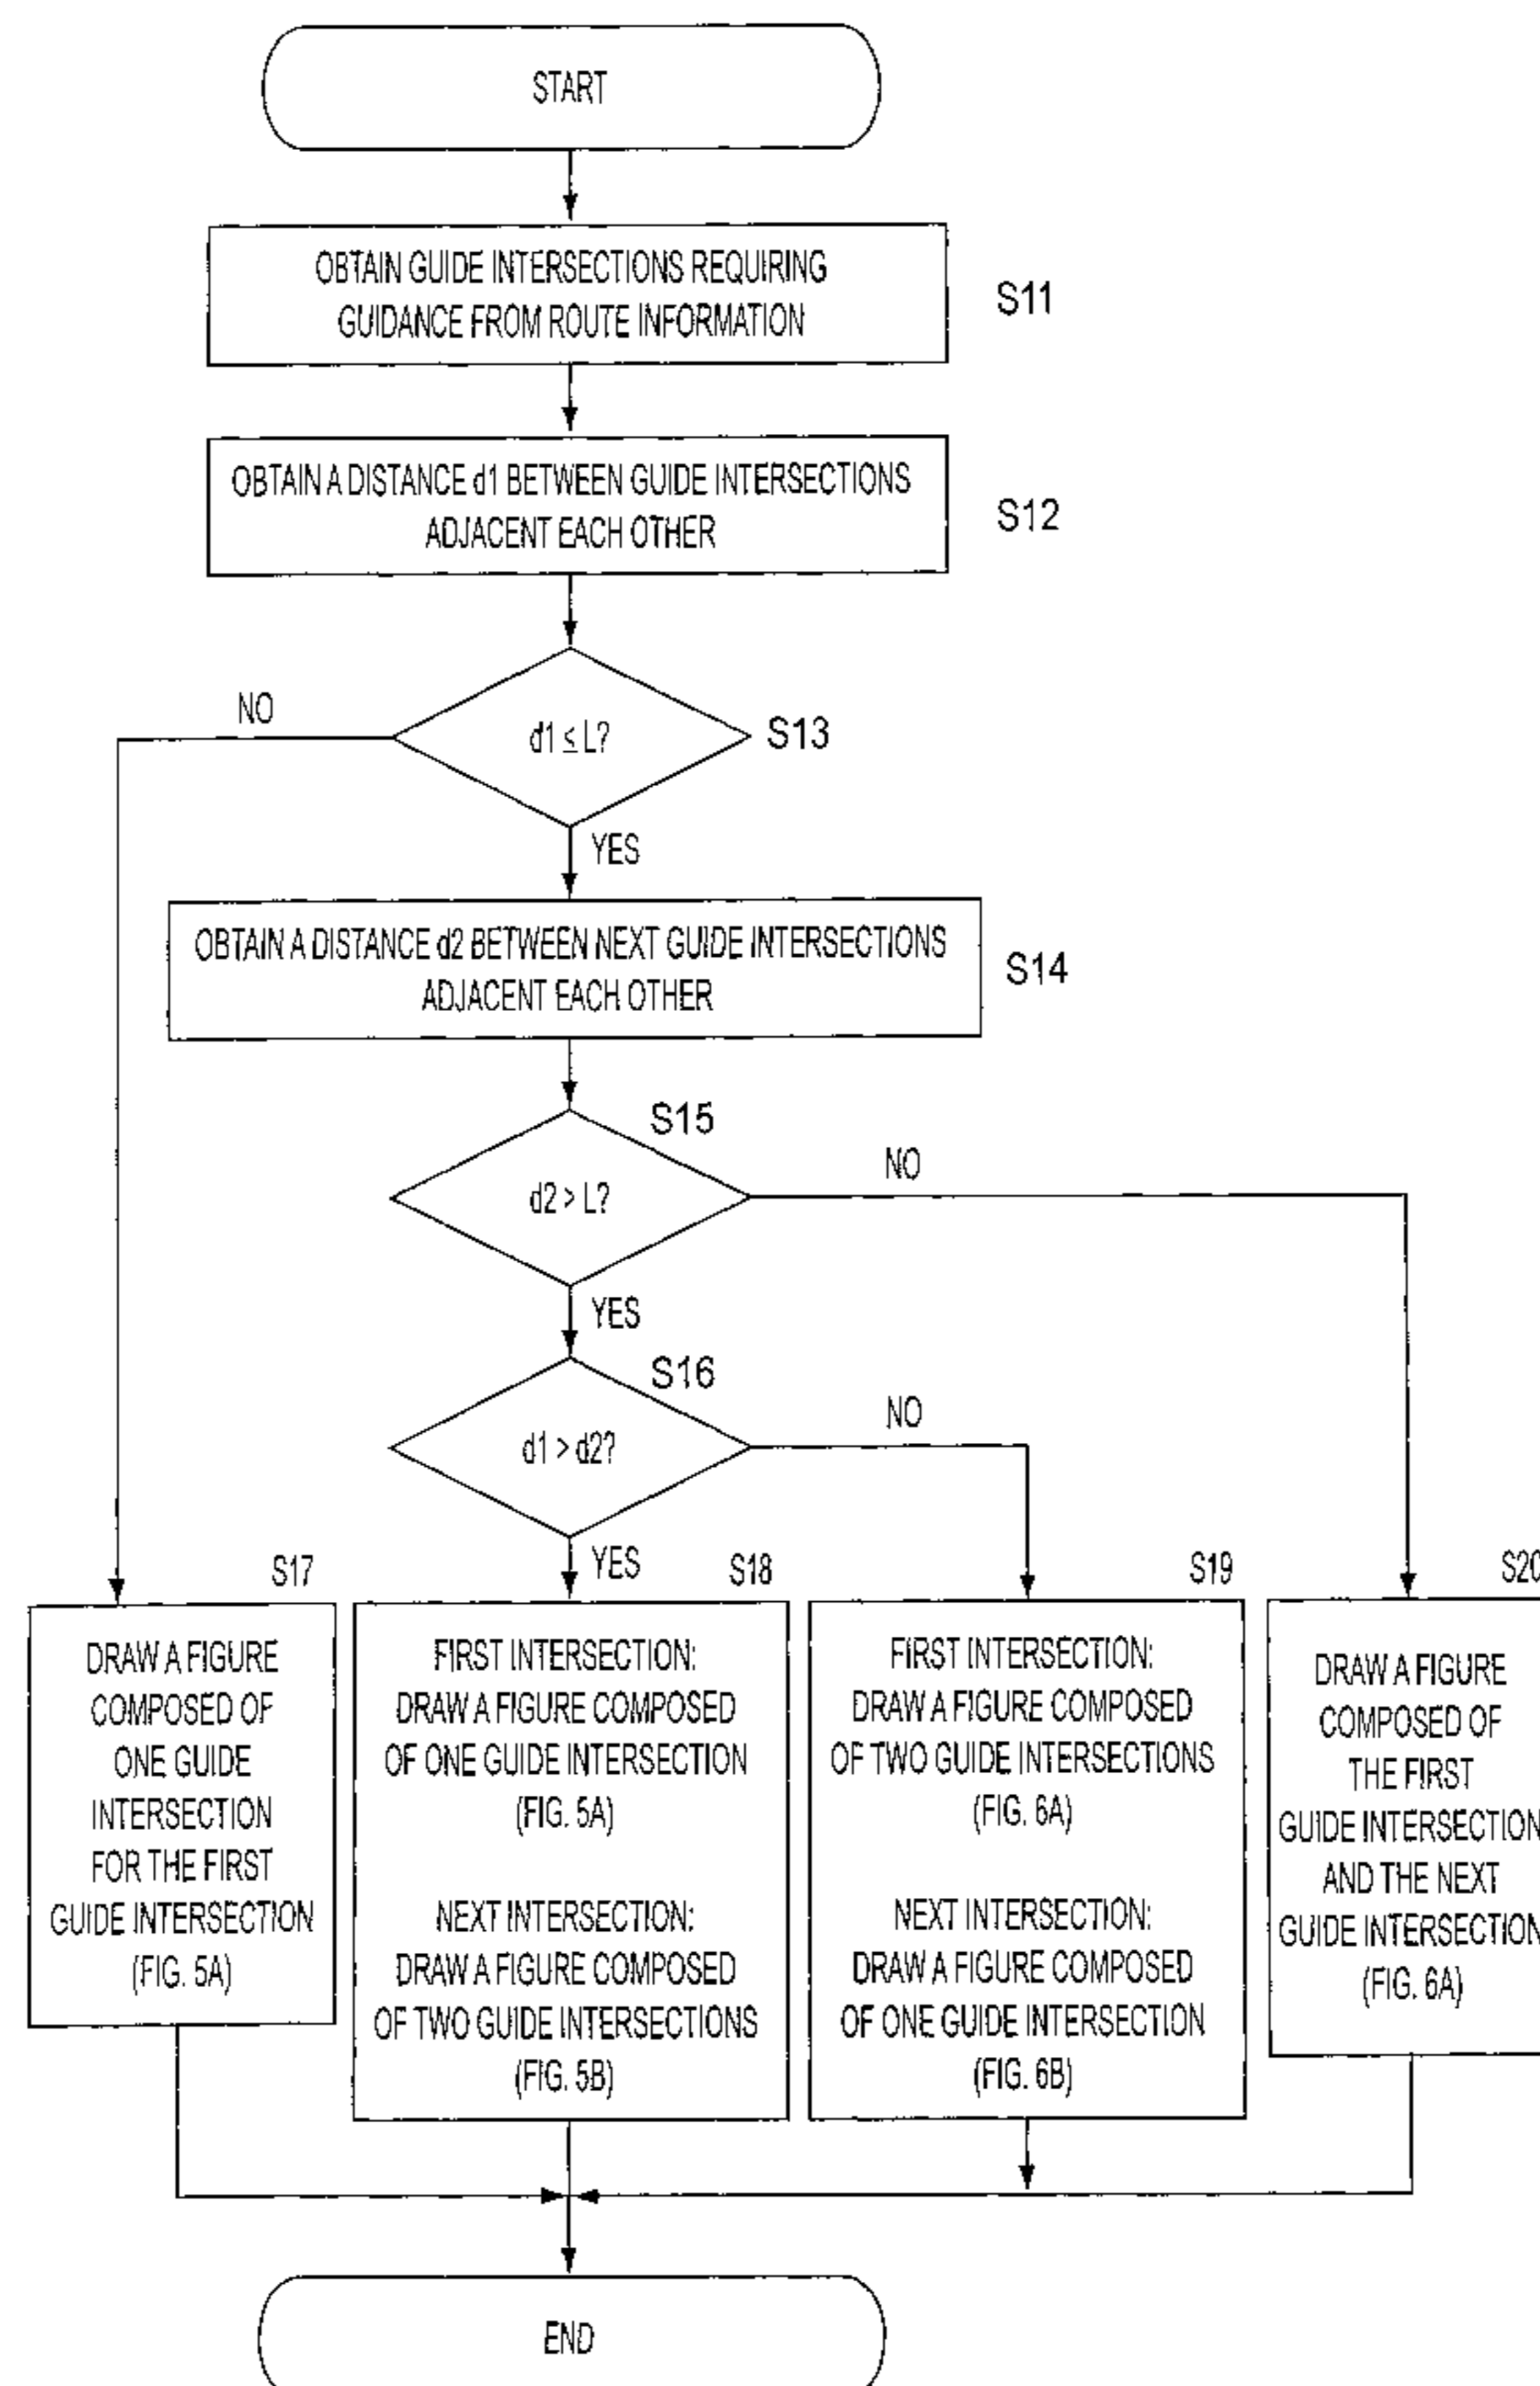 START
OBTAIN GUIDE INTERSECTIONS REQUIRING
GUIDANCE FROM ROUTE INFORMATION
S11
OBTAIN A DISTANCE d1 BETWEEN GUIDE INTERSECTIONS
ADJACENT EACH OTHER
S12
NO
d1 ≤ L?
S13
YES
OBTAIN A DISTANCE d2 BETWEEN NEXT GUIDE INTERSECTIONS
ADJACENT EACH OTHER
S14
S15
d2 > L?
NO
YES
S16
d1 > d2?
NO
YES
S17
DRAW A FIGURE
COMPOSED OF
ONE GUIDE
INTERSECTION
FOR THE FIRST
GUIDE INTERSECTION
(FIG. 5A)
S18
FIRST INTERSECTION:
DRAW A FIGURE COMPOSED
OF ONE GUIDE INTERSECTION
(FIG. 5A)
NEXT INTERSECTION:
DRAW A FIGURE COMPOSED
OF TWO GUIDE INTERSECTIONS
(FIG. 5B)
S19
FIRST INTERSECTION:
DRAW A FIGURE COMPOSED
OF TWO GUIDE INTERSECTIONS
(FIG. 6A)
NEXT INTERSECTION:
DRAW A FIGURE COMPOSED
OF ONE GUIDE INTERSECTION
(FIG. 6B)
S20
DRAW A FIGURE
COMPOSED OF
THE FIRST
GUIDE INTERSECTION
AND THE NEXT
GUIDE INTERSECTION
(FIG. 6A)
END